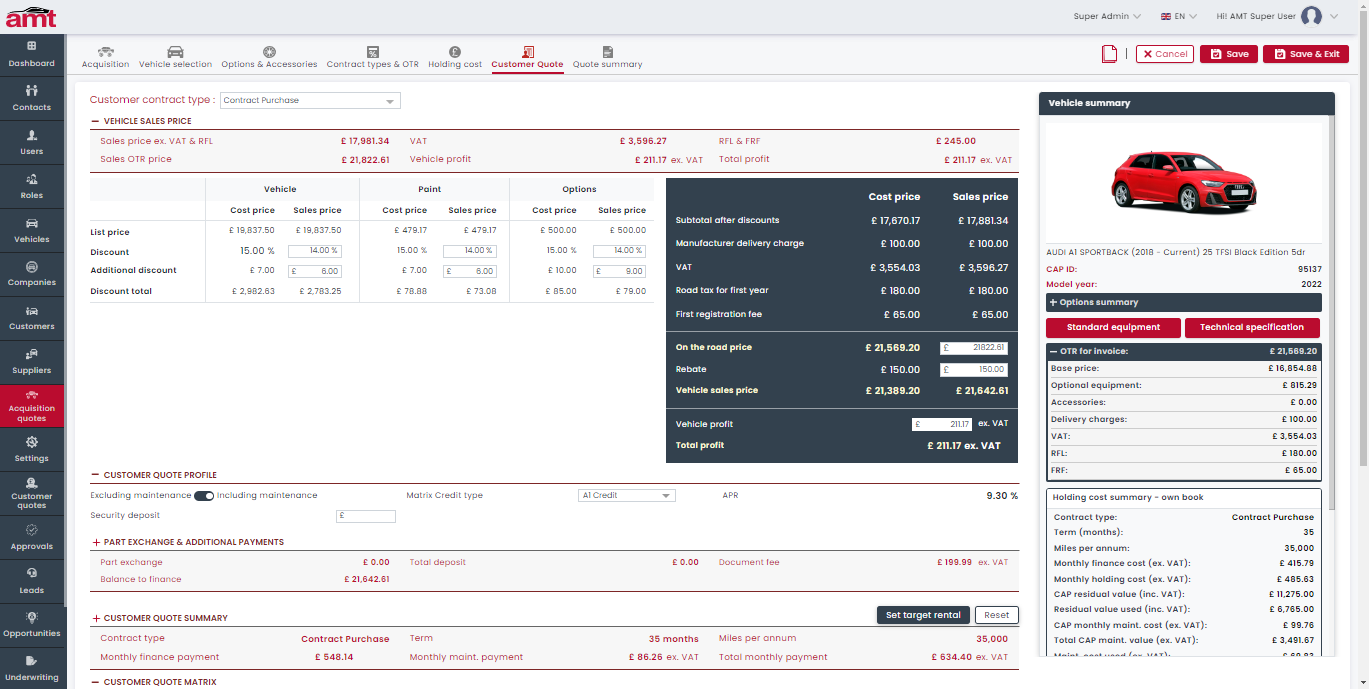 amt
Super Admin
EN
Hi! AMT Super User
Dashboard
Contacts
Users
Roles
Vehicles
Companies
Customers
Suppliers
Acquisition
quotes
Settings
Customer
quotes
Approvals
Leads
Opportunities
Underwriting
Acquisition
Vehicle selection
Options & Accessories
Contract types & OTR
Holding cost
Customer Quote
Quote summary
Cancel
Save
Save & Exit
Customer contract type : Contract Purchase
VEHICLE SALES PRICE
Sales price ex. VAT & RFL £ 17,981.34 VAT £ 3,596.27 RFL & FRF £ 245.00
Sales OTR price £ 21,822.61 Vehicle profit £ 211.17 ex. VAT Total profit £ 211.17 ex. VAT
Vehicle Paint Options
Cost price Sales price Cost price Sales price Cost price Sales price
List price £ 19,837.50 £ 19,837.50 £ 479.17 £ 479.17 £ 500.00 £ 500.00
Discount 15.00 % 14.00 % 15.00 % 14.00 % 15.00 % 14.00 %
Additional discount £ 7.00 £ 6.00 £ 7.00 £ 6.00 £ 10.00 £ 9.00
Discount total £ 2,982.63 £ 2,783.25 £ 78.88 £ 73.08 £ 85.00 £ 79.00
Cost price Sales price
Subtotal after discounts £ 17,670.17 £ 17,881.34
Manufacturer delivery charge £ 100.00 £ 100.00
VAT £ 3,554.03 £ 3,596.27
Road tax for first year £ 180.00 £ 180.00
First registration fee £ 65.00 £ 65.00
On the road price £ 21,569.20 £ 21822.61
Rebate £ 150.00 £ 150.00
Vehicle sales price £ 21,389.20 £ 21,642.61
Vehicle profit £ 211.17 ex. VAT
Total profit £ 211.17 ex. VAT
CUSTOMER QUOTE PROFILE
Excluding maintenance Including maintenance Matrix Credit type A1 Credit APR 9.30 %
Security deposit £
PART EXCHANGE & ADDITIONAL PAYMENTS
Part exchange £ 0.00 Total deposit £ 0.00 Document fee £ 199.99 ex. VAT
Balance to finance £ 21,642.61
CUSTOMER QUOTE SUMMARY Set target rental Reset
Contract type Contract Purchase Term 35 months Miles per annum 35,000
Monthly finance payment £ 548.14 Monthly maint. payment £ 86.26 ex. VAT Total monthly payment £ 634.40 ex. VAT
CUSTOMER QUOTE MATRIX
Vehicle summary
AUDI A1 SPORTBACK (2018 - Current) 25 TFSI Black Edition 5dr
CAP ID: 95137
Model year: 2022
Options summary
Standard equipment Technical specification
OTR for invoice: £ 21,569.20
Base price: £ 16,854.88
Optional equipment: £ 815.29
Accessories: £ 0.00
Delivery charges: £ 100.00
VAT: £ 3,554.03
RFL: £ 180.00
FRF: £ 65.00
Holding cost summary - own book
Contract type: Contract Purchase
Term (months): 35
Miles per annum: 35,000
Monthly finance cost (ex. VAT): £ 415.79
Monthly holding cost (ex. VAT): £ 485.63
CAP residual value (inc. VAT): £ 11,275.00
Residual value used (inc. VAT): £ 6,765.00
CAP monthly maint. cost (ex. VAT): £ 99.76
Total CAP maint. value (ex. VAT): £ 3,491.67
Maint. cost used (ex. VAT): £ 69.83